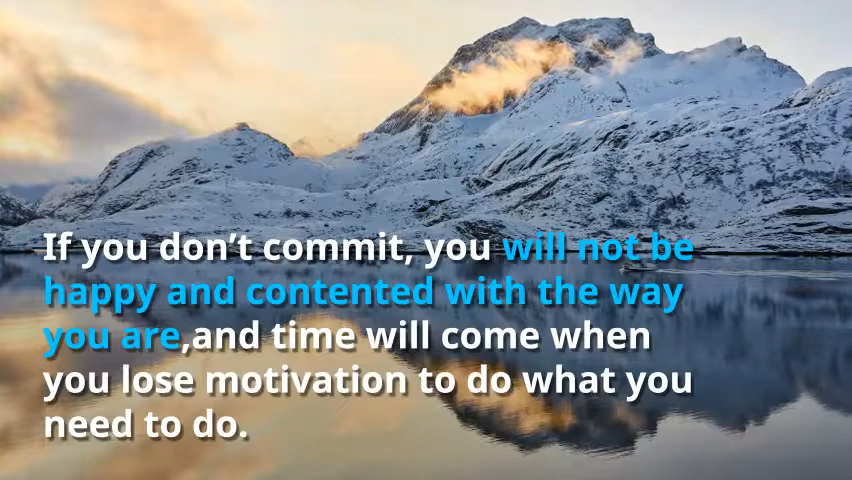 If you don’t commit, you will not be
happy and contented with the way
you are,and time will come when
you lose motivation to do what you
need to do.